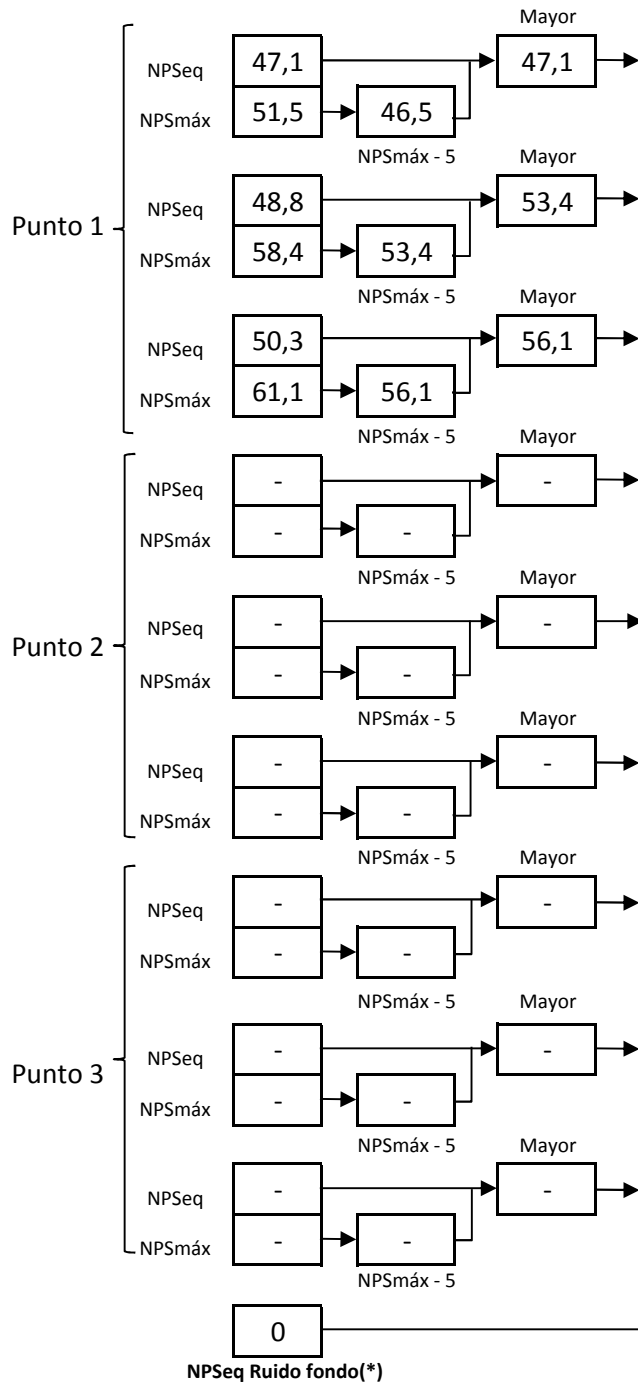 Mayor
NPSeq 47,1 47,1
NPSmáx 51,5 46,5
NPSmáx - 5 Mayor
Punto 1
NPSeq 48,8 53,4
NPSmáx 58,4 53,4
NPSmáx - 5 Mayor
NPSeq 50,3 56,1
NPSmáx 61,1 56,1
NPSmáx - 5 Mayor
NPSeq - -
NPSmáx - -
NPSmáx - 5 Mayor
Punto 2
NPSeq - -
NPSmáx - -
NPSmáx - 5 Mayor
NPSeq - -
NPSmáx - -
NPSmáx - 5 Mayor
NPSeq - -
NPSmáx - -
NPSmáx - 5 Mayor
Punto 3
NPSeq - -
NPSmáx - -
NPSmáx - 5 Mayor
NPSeq - -
NPSmáx - -
NPSmáx - 5
0
NPSeq Ruido fondo(*)